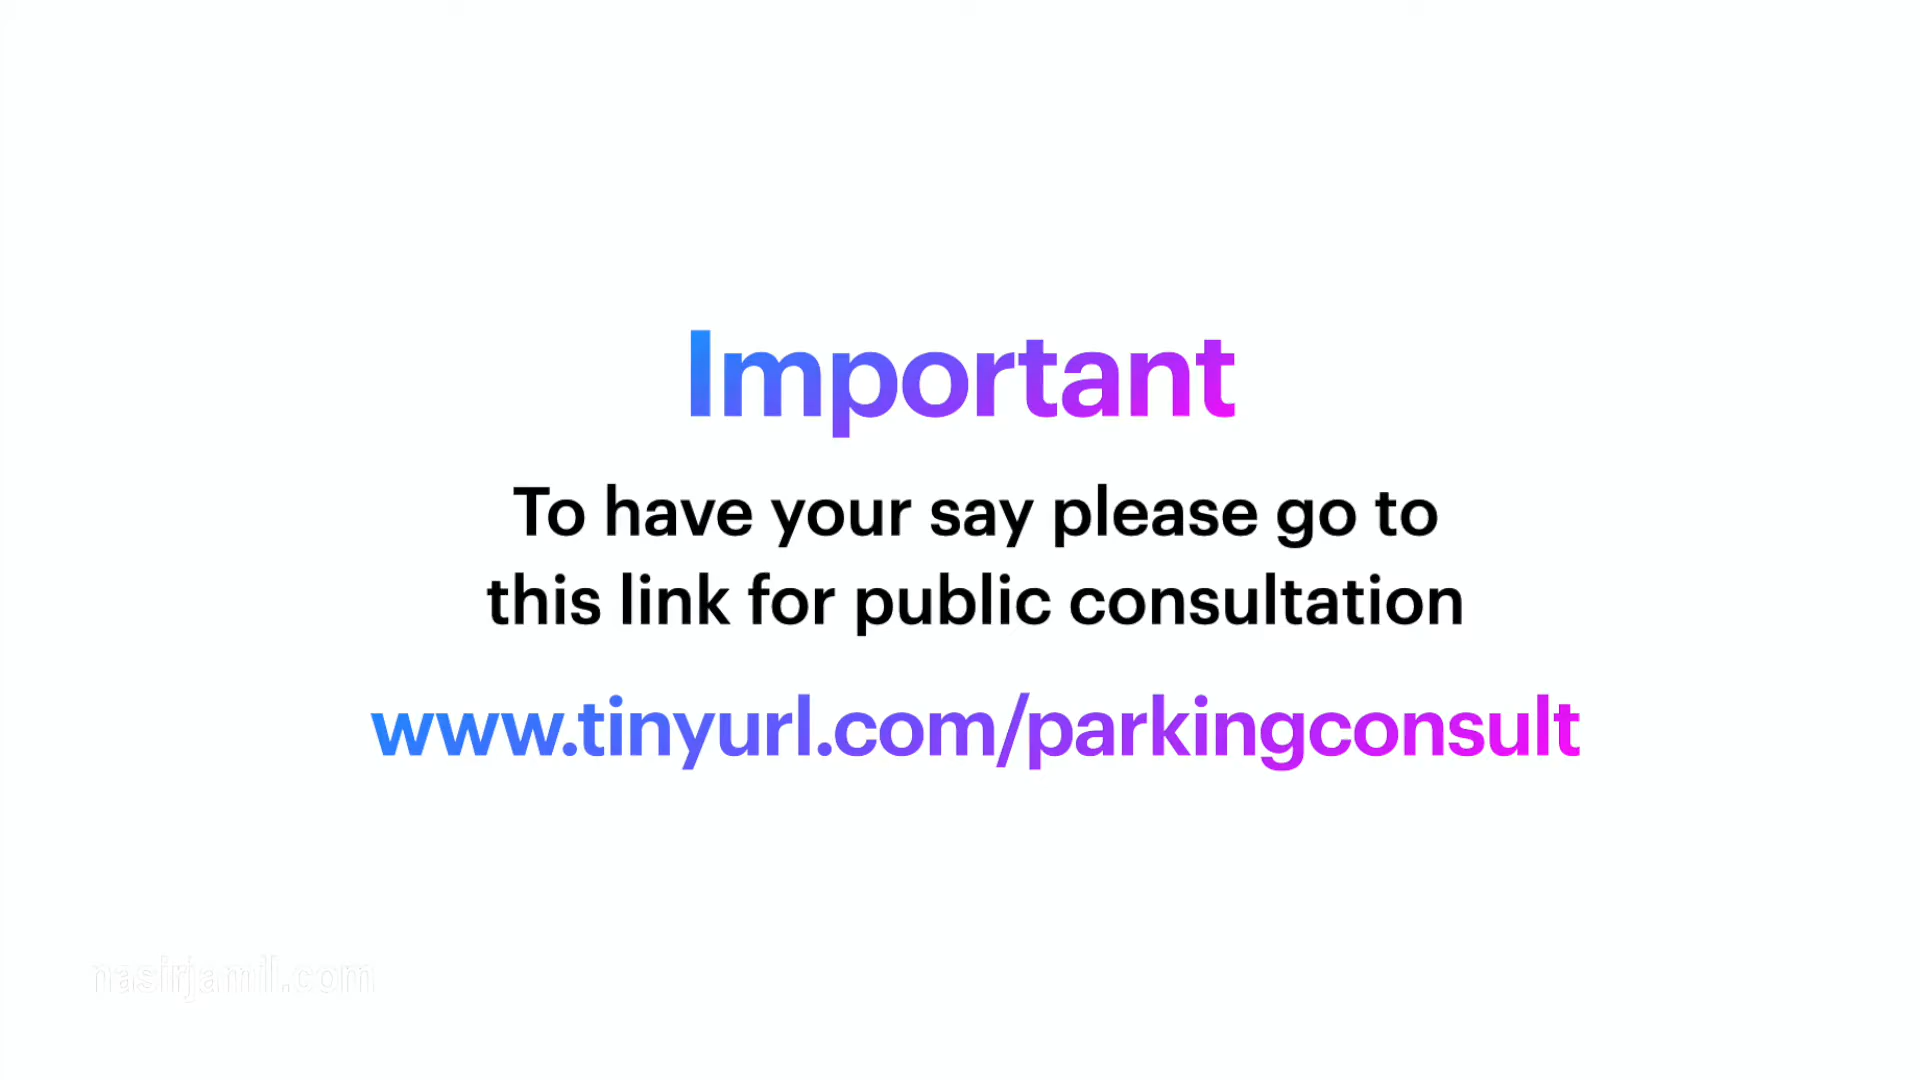 Important
To have your say please go to
this link for public consultation
www.tinyurl.com/parkingconsult
nasirjamil.com